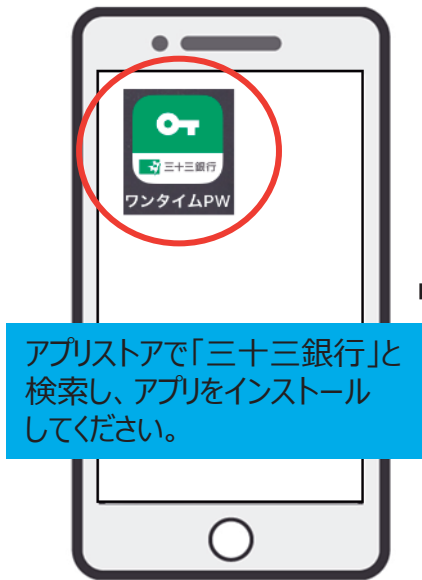 三十三銀行
ワンタイムPW
アプリストアで「三十三銀行」と
検索し、アプリをインストール
してください。